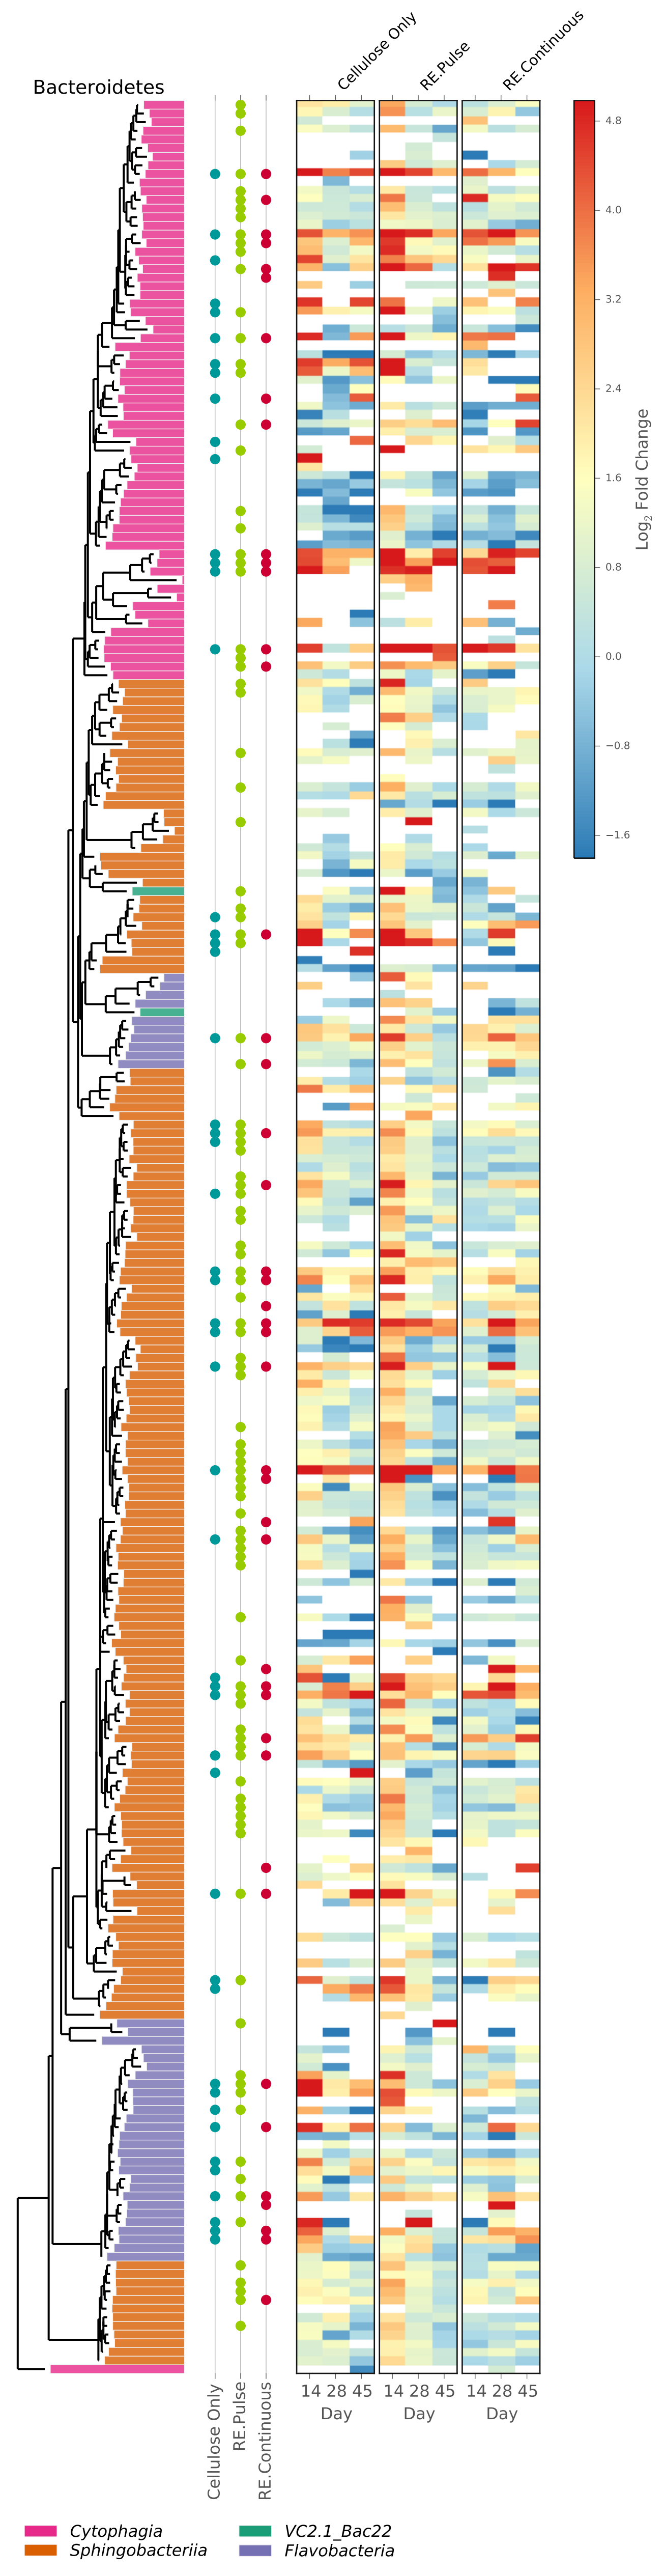 Cellulose Only
RE.Pulse
RE.Continuous
Bacteroidetes
4.8
4.0
3.2
2.4
1.6
0.8
0.0
−0.8
−1.6
Log2 Fold Change
14 28 45 14 28 45 14 28 45
Day Day Day
Cellulose Only
RE.Pulse
RE.Continuous
Cytophagia VC2.1_Bac22
Sphingobacteriia Flavobacteria